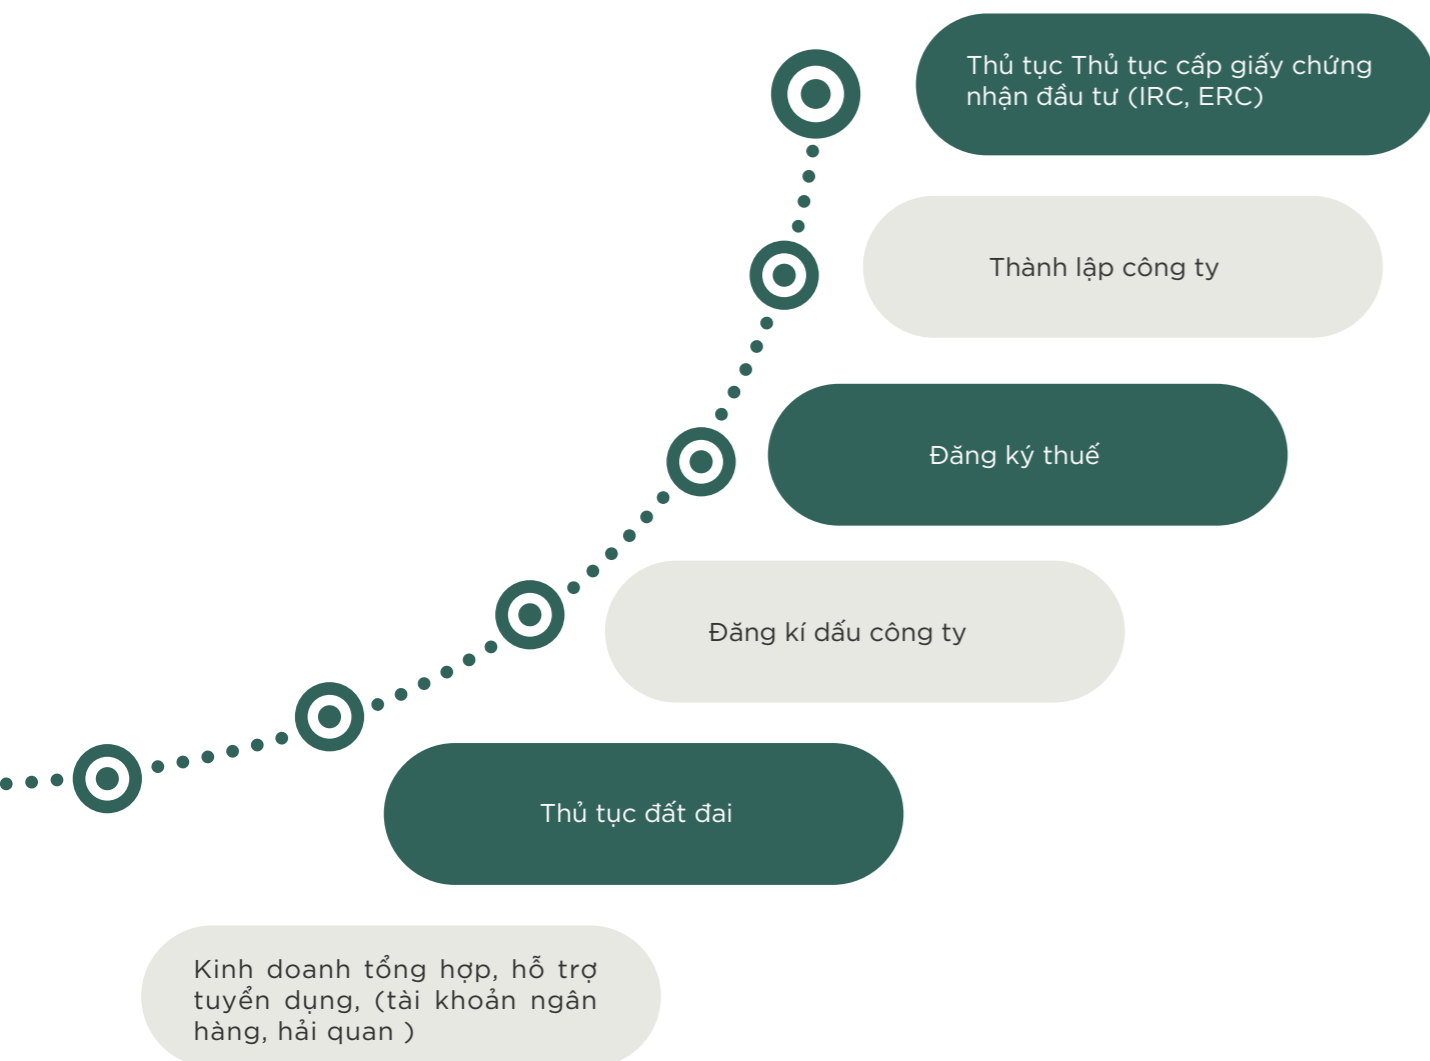 Thủ tục Thủ tục cấp giấy chứng
nhận đầu tư (IRC, ERC)
Thành lập công ty
Đăng ký thuế
Đăng kí dấu công ty
Thủ tục đất đai
Kinh doanh tổng hợp, hỗ trợ
tuyển dụng, (tài khoản ngân
hàng, hải quan )